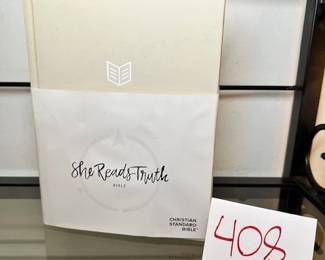 She Reads Truth
BIBLE
CHRISTIAN
STANDARD
BIBLE
408